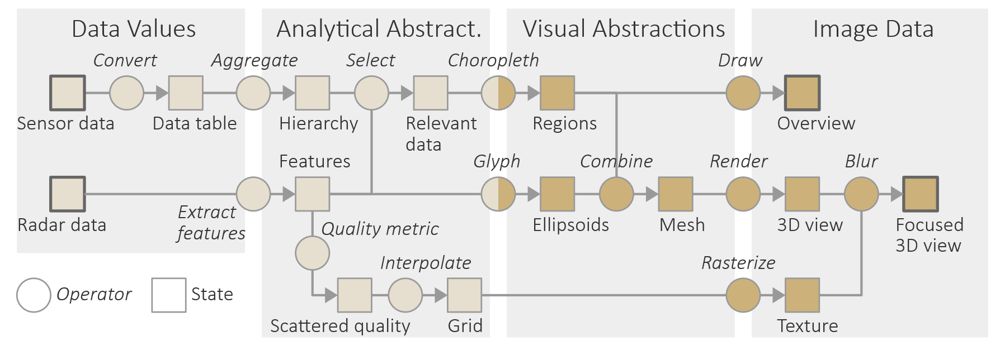 Data Values
Analytical Abstract.
Visual Abstractions
Image Data
Convert
Aggregate
Select
Choropleth
Draw
Sensor data
Data table
Hierarchy
Relevant
data
Regions
Overview
Features
Glyph
Combine
Render
Blur
Radar data
Extract
features
Quality metric
Ellipsoids
Mesh
3D view
Focused
3D view
Interpolate
Rasterize
Operator
State
Scattered quality
Grid
Texture